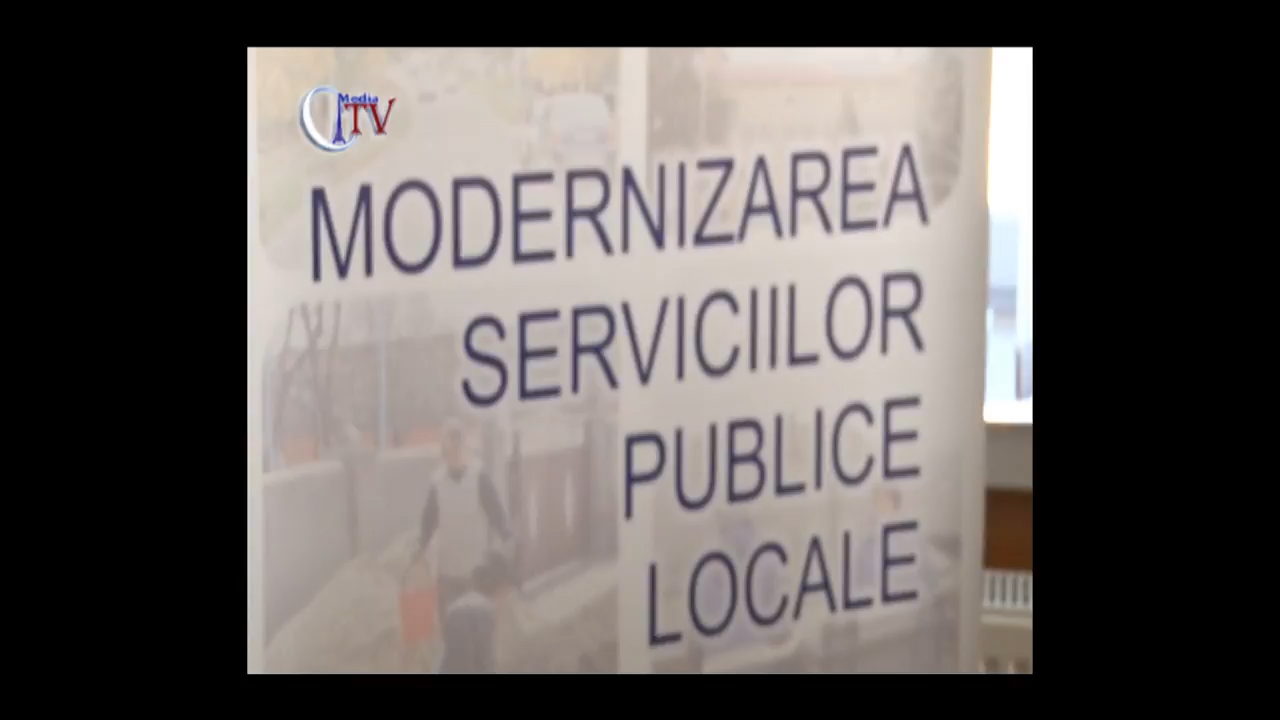 Media
TV
MODERNIZAREA
SERVICIILOR
PUBLICE
LOCALE